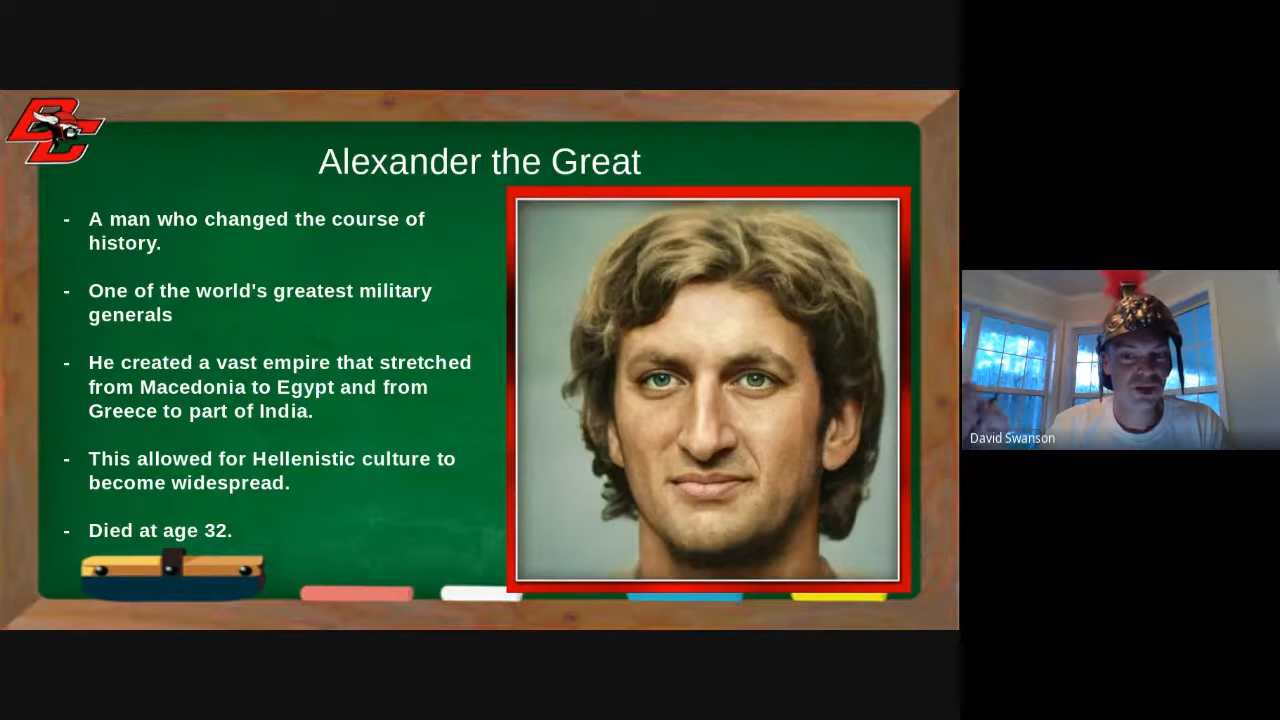 BC
Alexander the Great
- A man who changed the course of
history.
- One of the world's greatest military
generals
- He created a vast empire that stretched
from Macedonia to Egypt and from
Greece to part of India.
- This allowed for Hellenistic culture to
become widespread.
- Died at age 32.
David Swanson